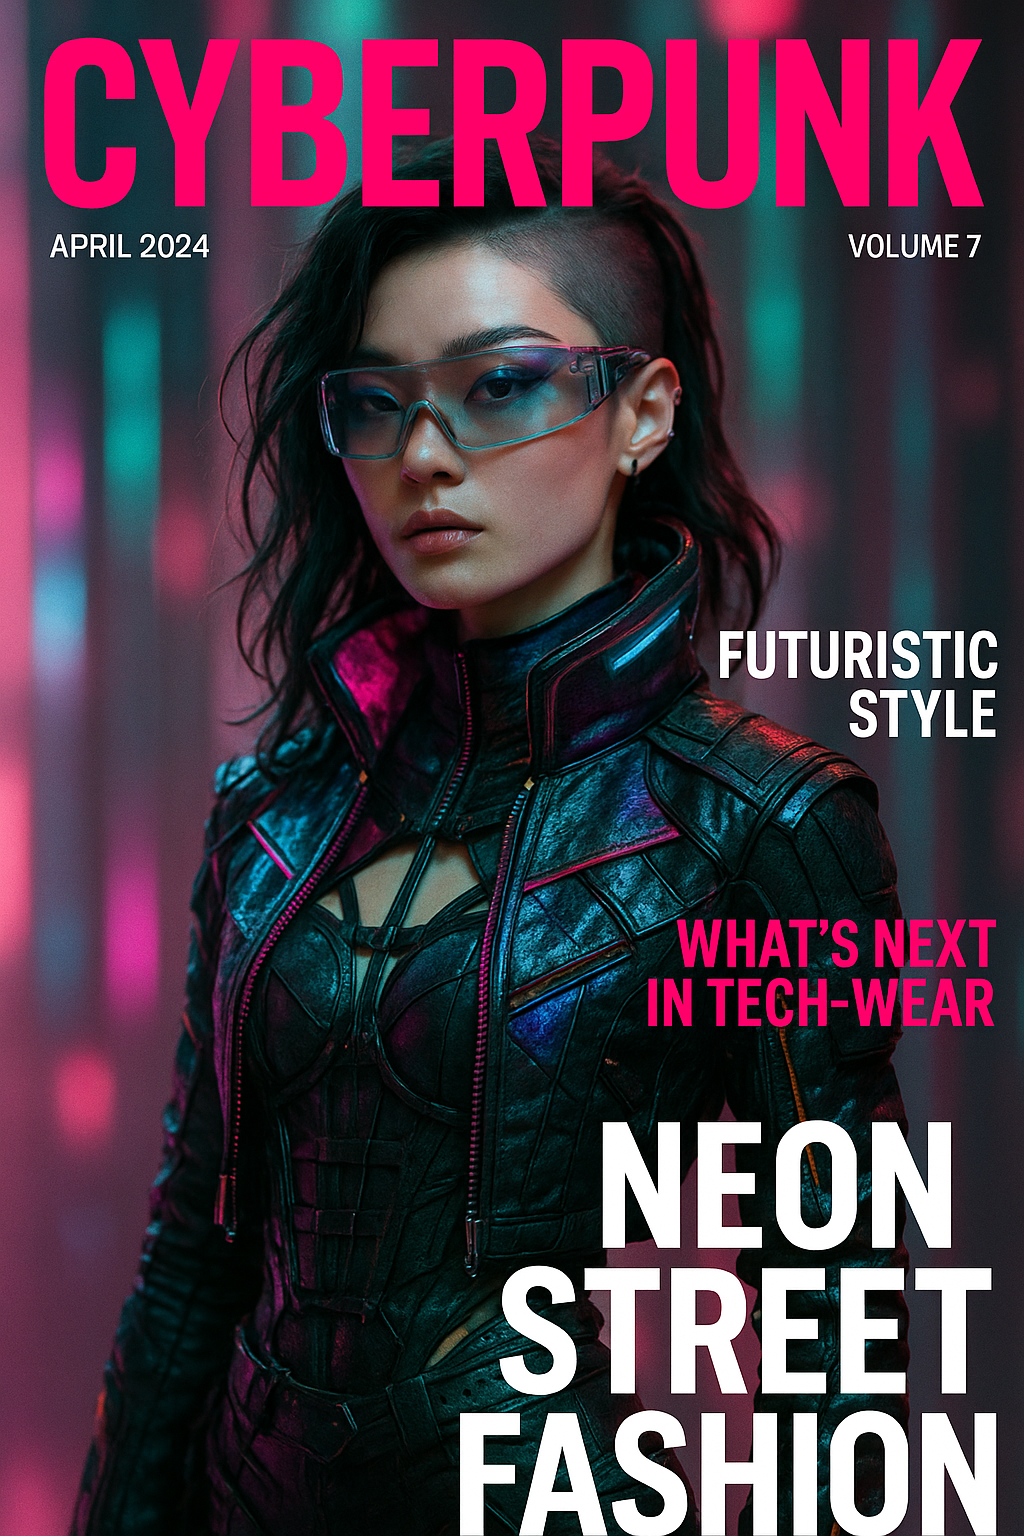 CYBERPUNK
APRIL 2024
VOLUME 7
FUTURISTIC
STYLE
WHAT’S NEXT
IN TECH-WEAR
NEON
STREET
FASHION